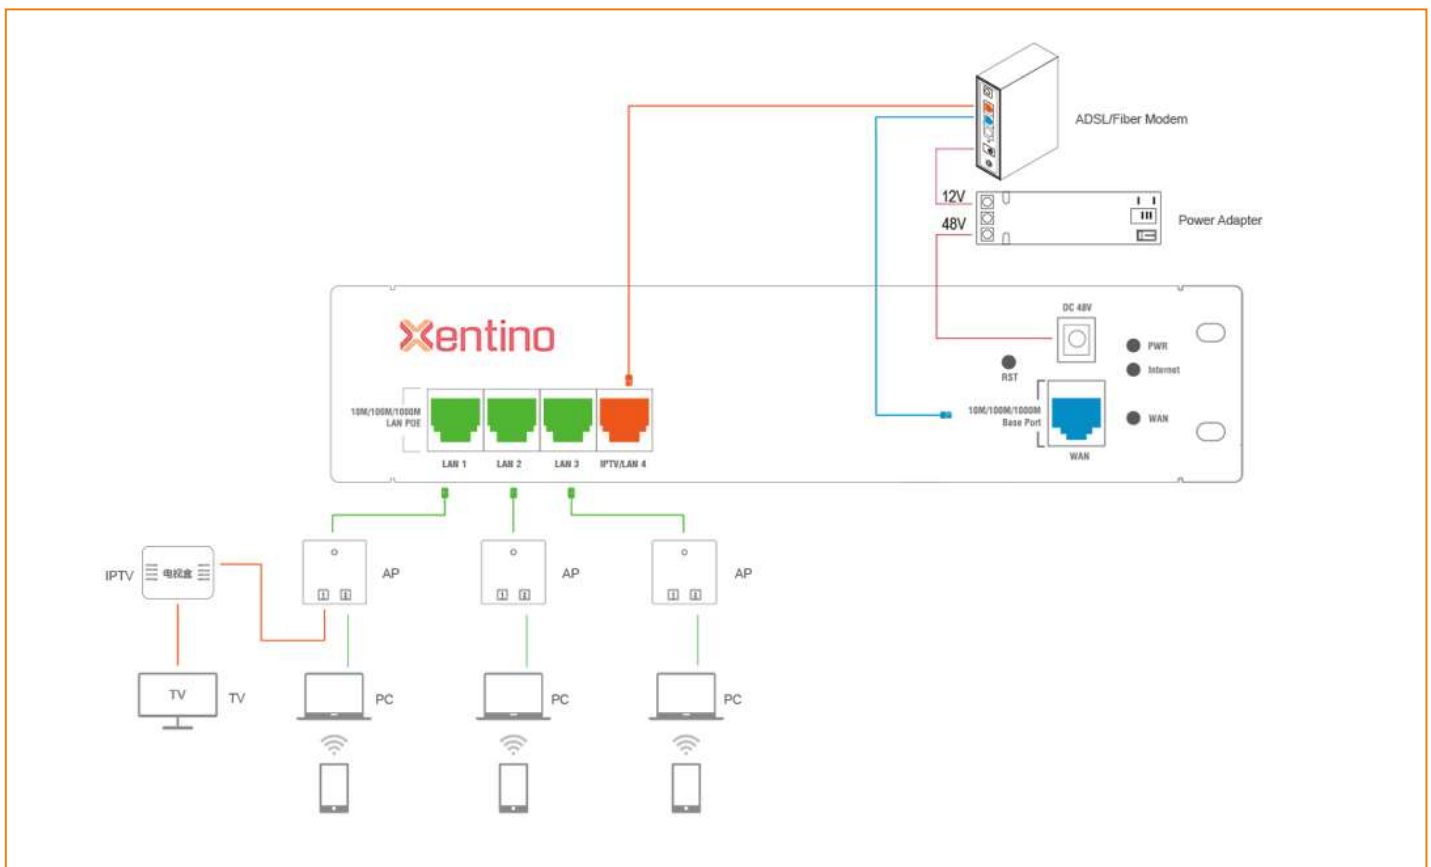 ADSL/Fiber Modem
12V
48V
Power Adapter
Xentino
DC 48V
PWR
RST
Internet
10M/100M/1000M
LAN POE
10M/100M/1000M
Base Port
WAN
LAN 1
LAN 2
LAN 3
IPTV/LAN 4
WAN
IPTV
电视盒
AP
AP
AP
TV
TV
PC
PC
PC